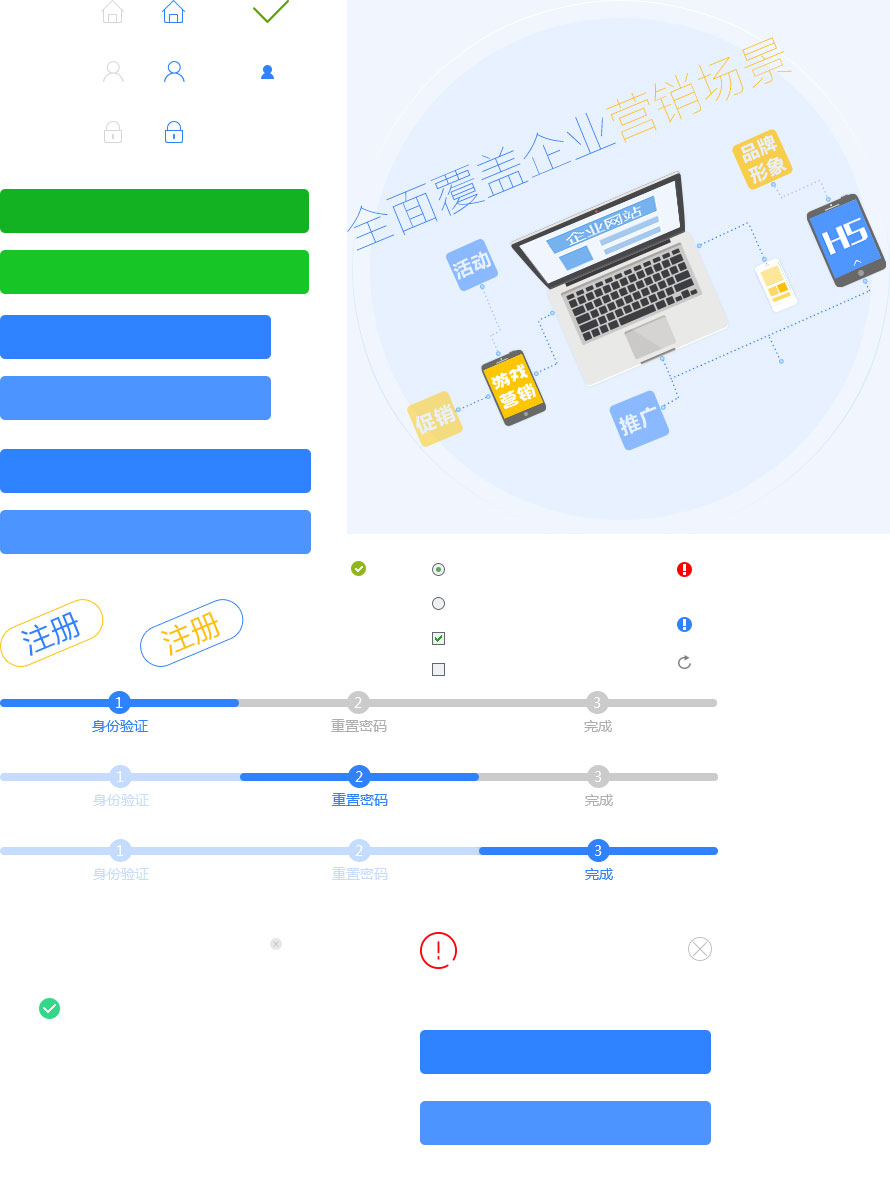 全面覆盖企业营销场景
品牌
形象
企业网站
H5
活动
游戏
营销
促销
推广
注册
注册
1 2 3
身份验证 重置密码 完成
1 2 3
身份验证 重置密码 完成
1 2 3
身份验证 重置密码 完成